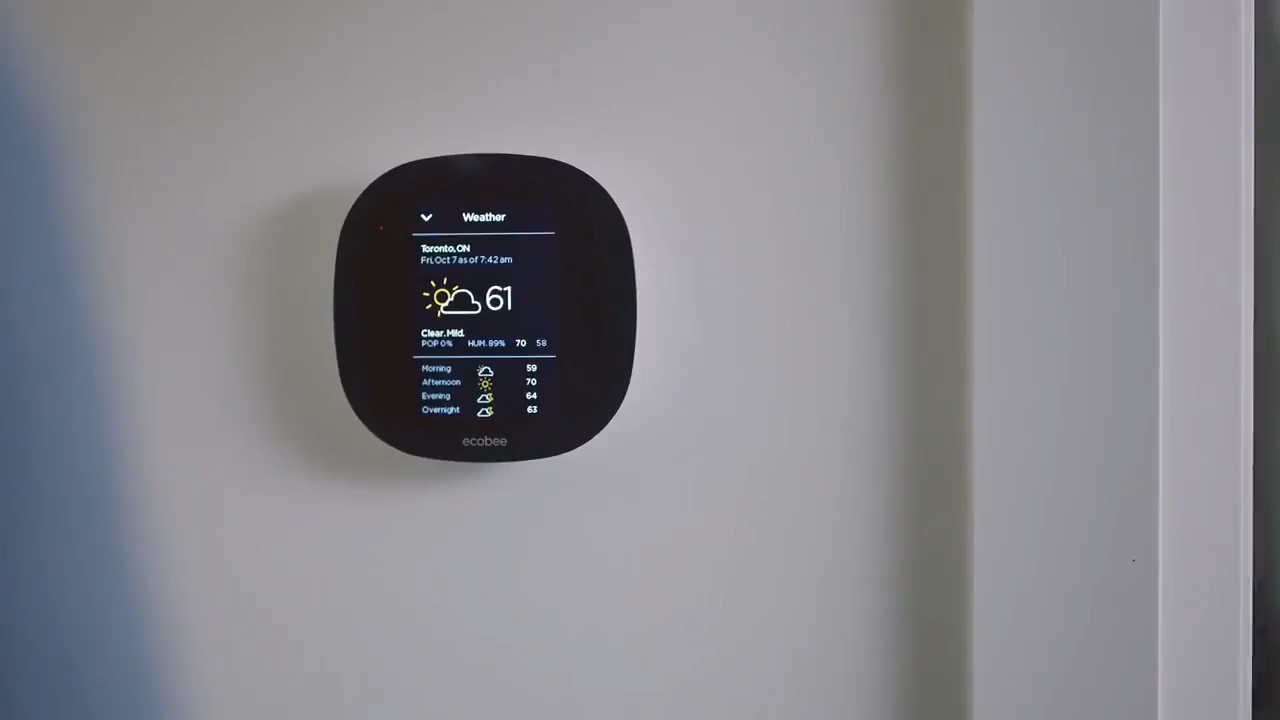 Weather
Toronto, ON
Fri, Oct 7 as of 7:42 am
61
Clear. Mild.
POP 0% HUM. 89% 70 58
Morning 59
Afternoon 70
Evening 64
Overnight 63
ecobee